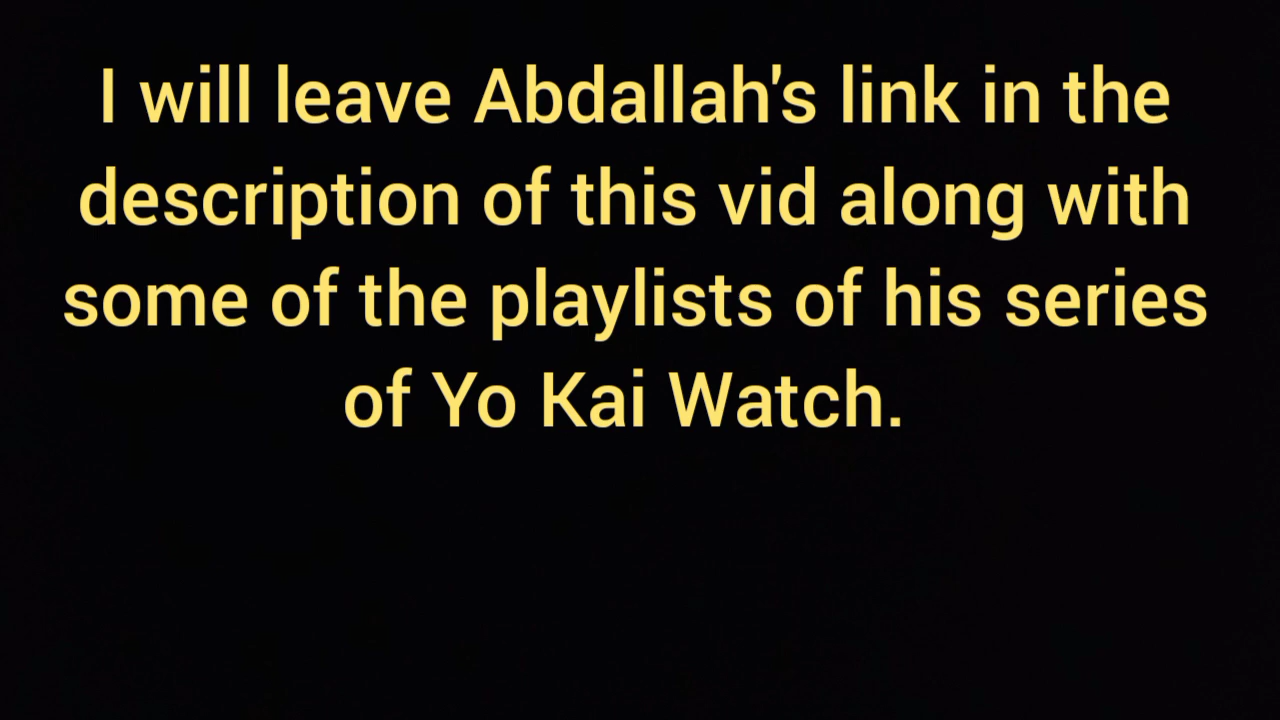 I will leave Abdallah's link in the
description of this vid along with
some of the playlists of his series
of Yo Kai Watch.